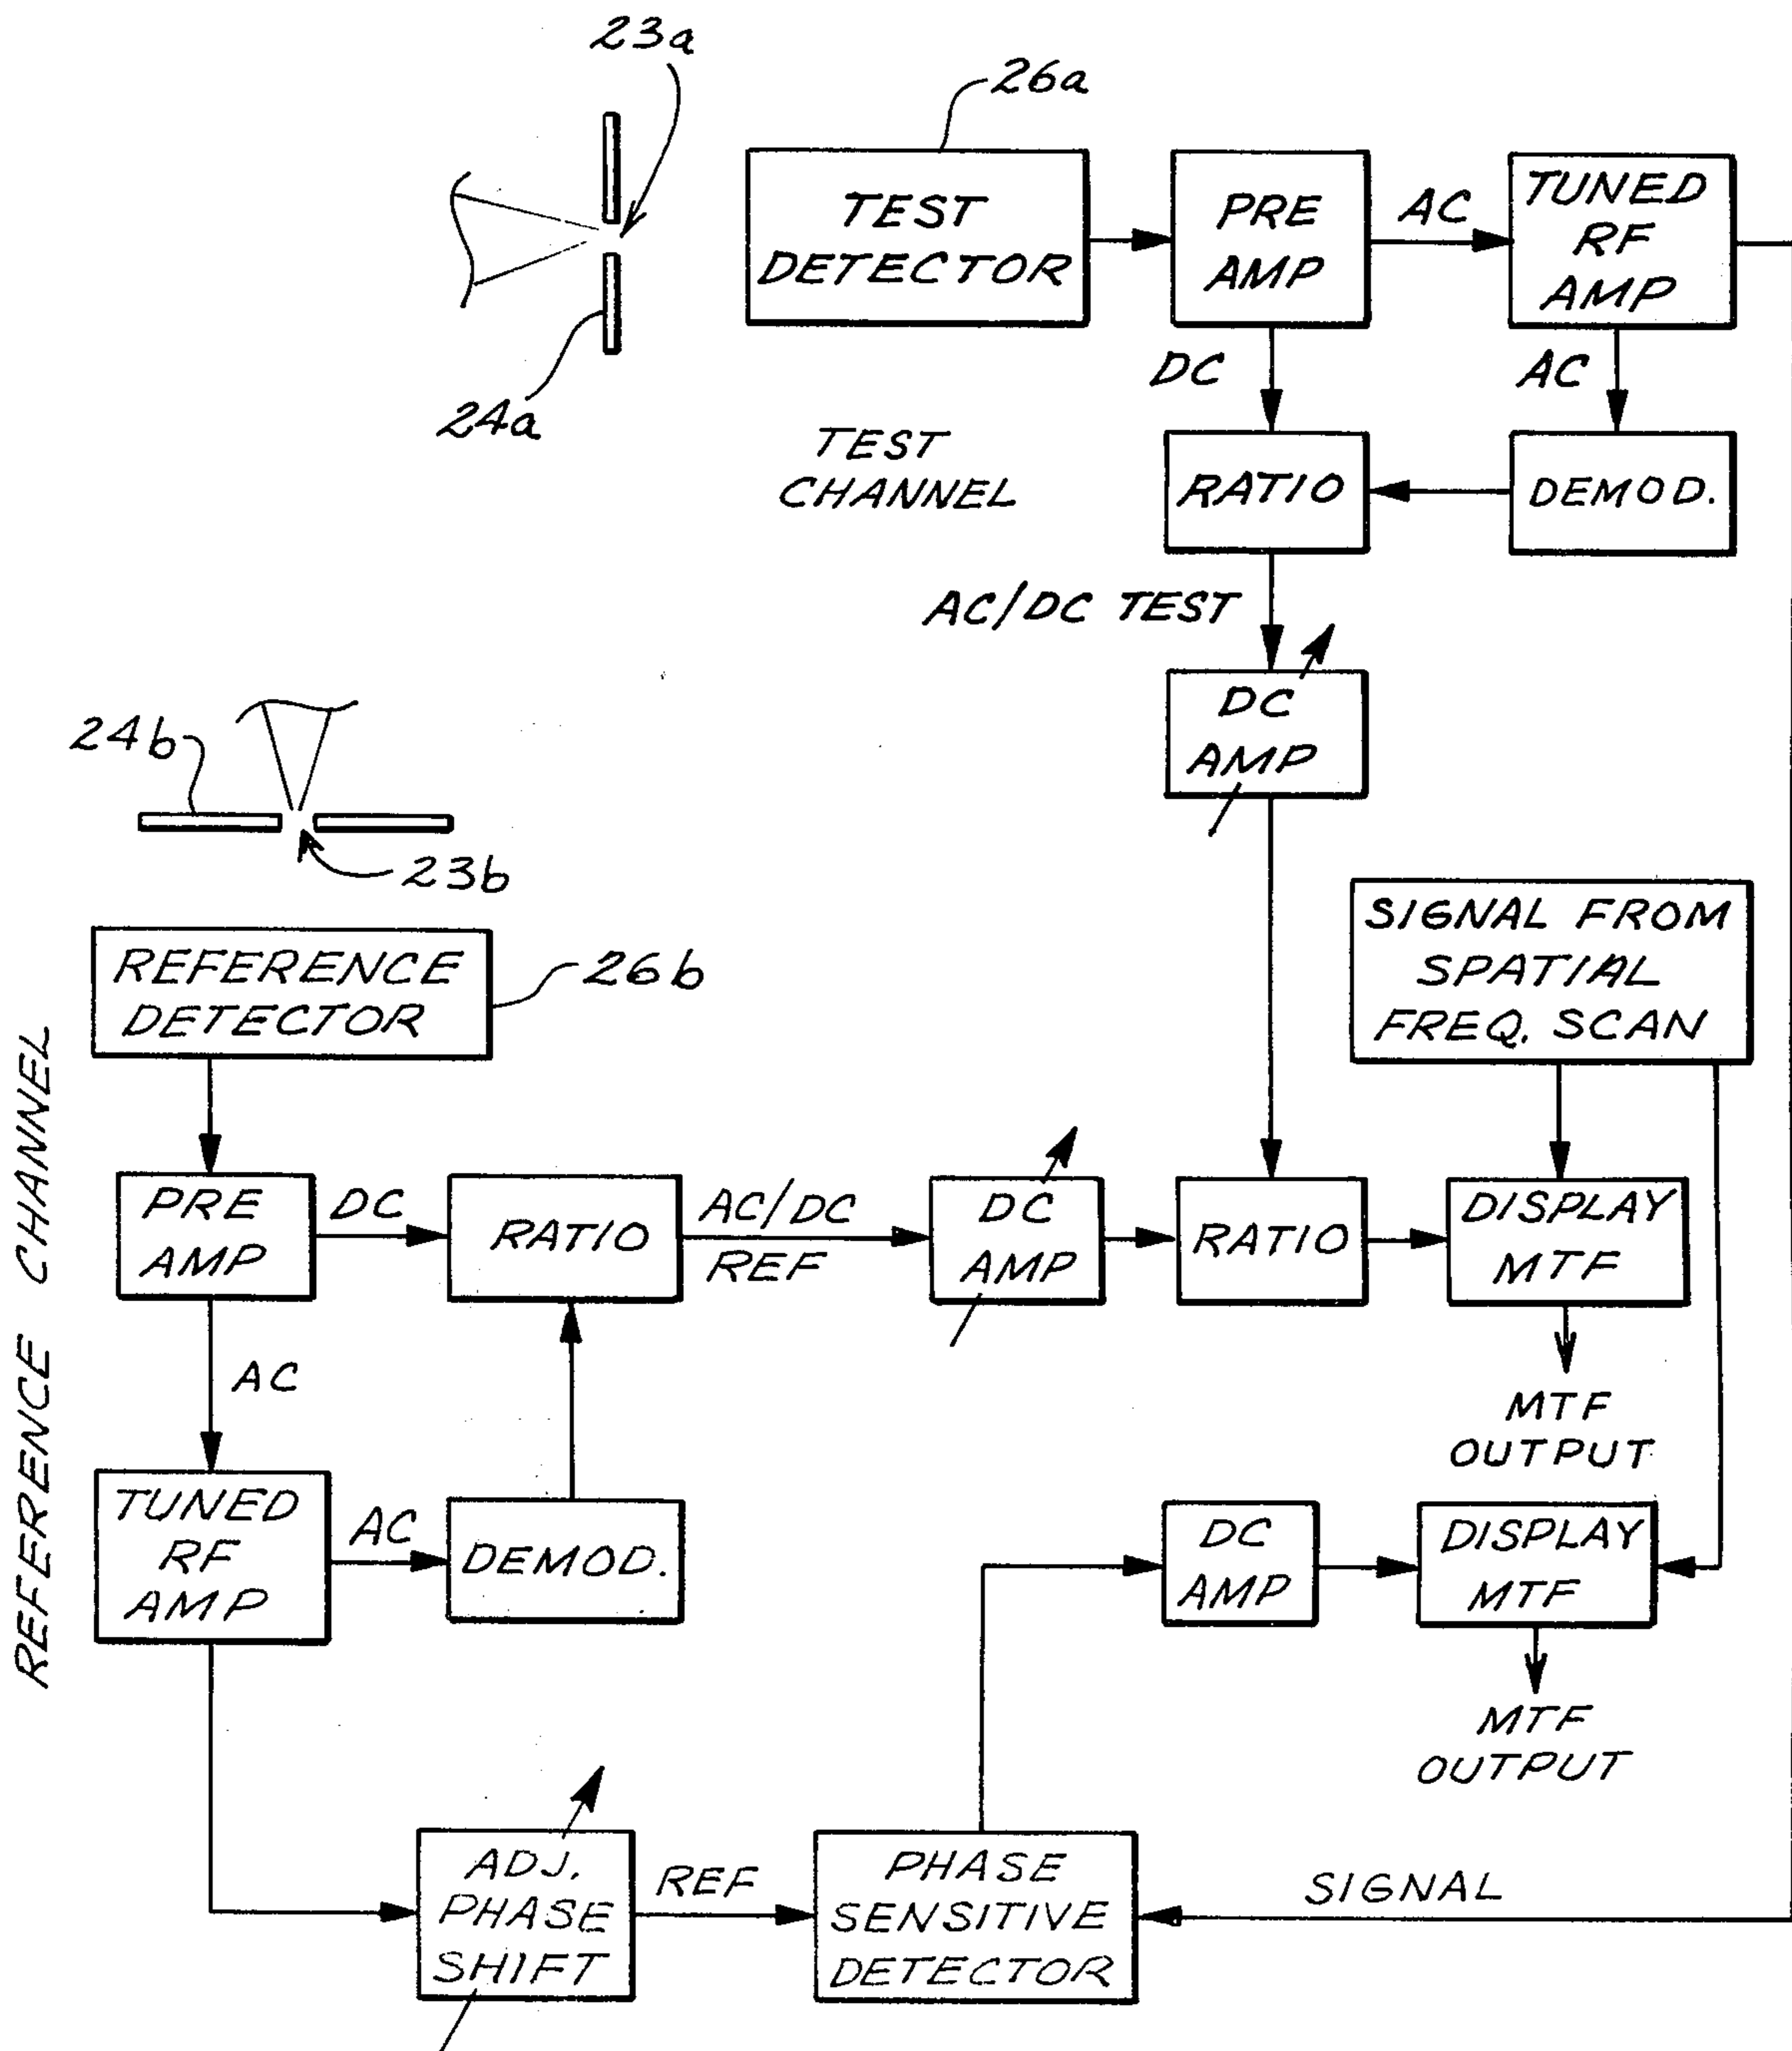 23a
26a
TEST
DETECTOR
PRE
AMP
AC
TUNED
RF
AMP
DC
AC
24a
TEST
CHANNEL
RATIO
DEMOD.
AC/DC TEST
DC
AMP
24b
23b
SIGNAL FROM
SPATIAL
FREQ. SCAN
REFERENCE
DETECTOR
26b
REFERENCE CHANNEL
PRE
AMP
DC
RATIO
AC/DC
REF
DC
AMP
RATIO
DISPLAY
MTF
AC
MTF
OUTPUT
TUNED
RF
AMP
AC
DEMOD.
DC
AMP
DISPLAY
MTF
MTF
OUTPUT
ADJ.
PHASE
SHIFT
REF
PHASE
SENSITIVE
DETECTOR
SIGNAL